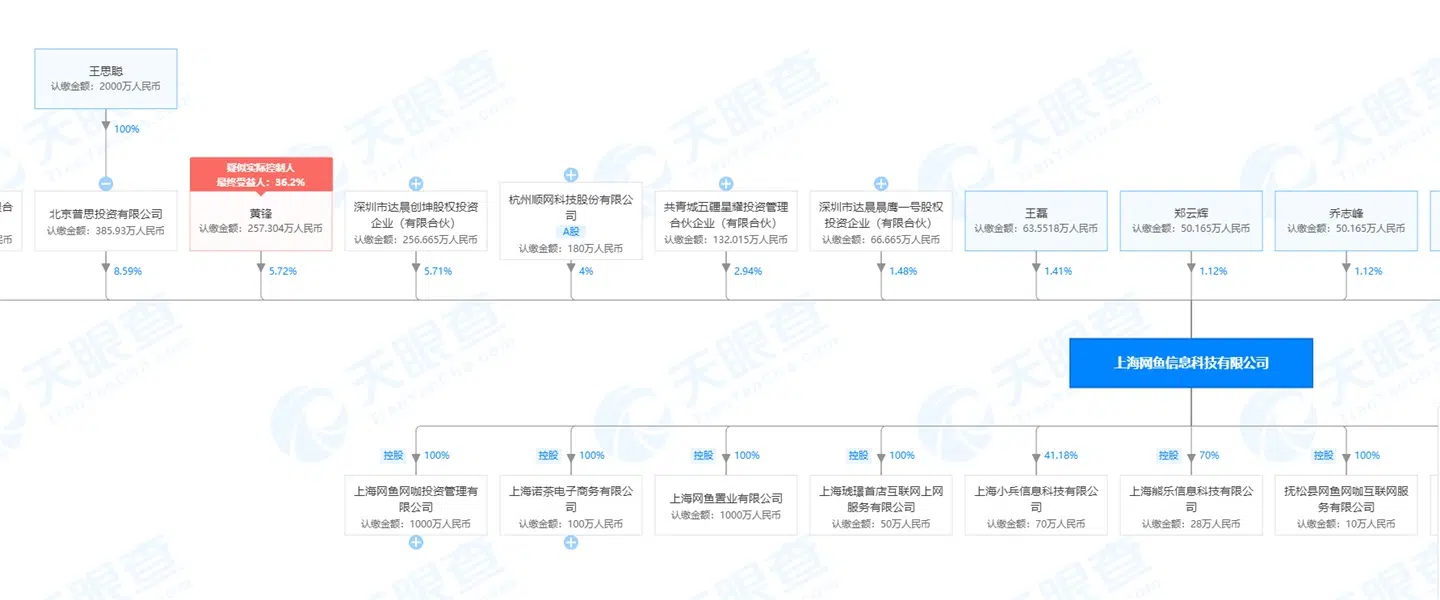 王思聪
认缴金额：2000万人民币
100%
疑似实际控制人
最终受益人：36.2%
合
民币
北京普思投资有限公司
认缴金额：385.93万人民币
黄锋
认缴金额：257.304万人民币
深圳市达晨创坤股权投资
企业（有限合伙）
认缴金额：256.665万人民币
杭州顺网科技股份有限公
司
A股
认缴金额：180万人民币
共青城五疆星耀投资管理
合伙企业（有限合伙）
认缴金额：132.015万人民币
深圳市达晨晨鹰一号股权
投资企业（有限合伙）
认缴金额：66.665万人民币
王磊
认缴金额：63.5518万人民币
郑云辉
认缴金额：50.165万人民币
乔志峰
认缴金额：50.165万人民币
8.59%
5.72%
5.71%
4%
2.94%
1.48%
1.41%
1.12%
1.12%
上海网鱼信息科技有限公司
控股 100%
控股 100%
控股 100%
控股 100%
41.18%
控股 70%
控股 100%
上海网鱼网咖投资管理有
限公司
认缴金额：1000万人民币
上海诺茶电子商务有限公
司
认缴金额：100万人民币
上海网鱼置业有限公司
认缴金额：1000万人民币
上海琥璟首店互联网上网
服务有限公司
认缴金额：50万人民币
上海小兵信息科技有限公
司
认缴金额：70万人民币
上海熊乐信息科技有限公
司
认缴金额：28万人民币
抚松县网鱼网咖互联网服
务有限公司
认缴金额：10万人民币
天眼查
TianYanCha.com